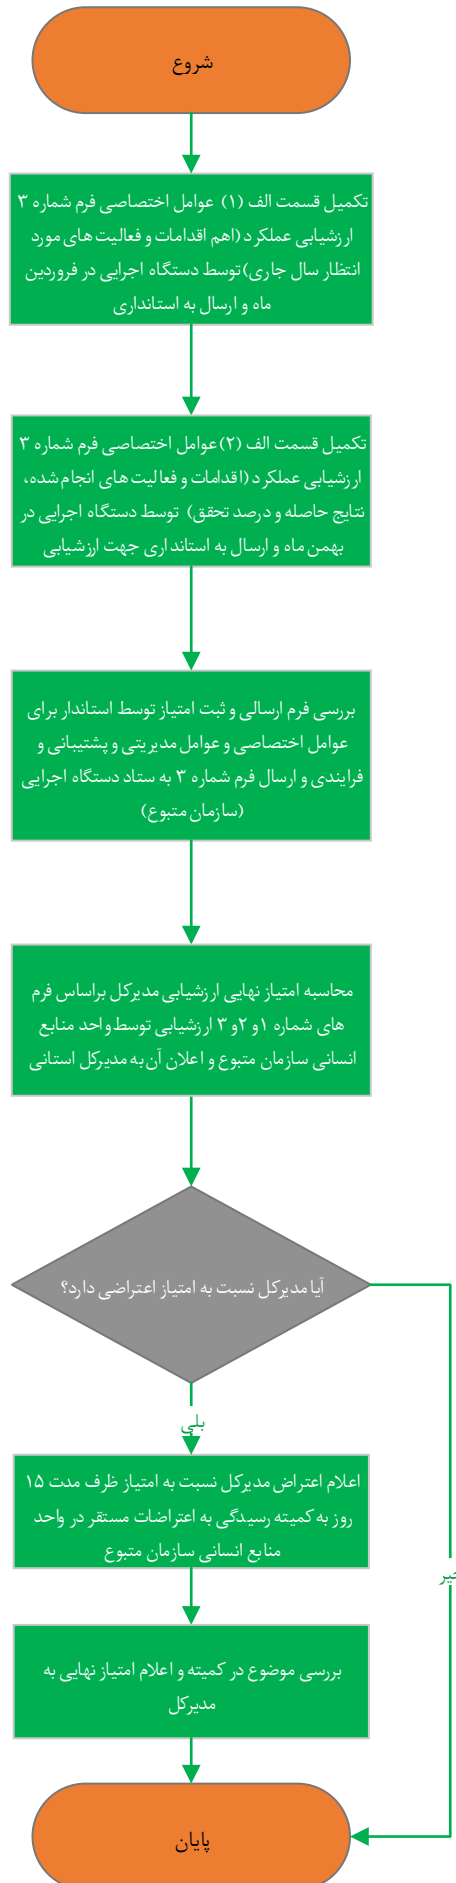 شروع
تکمیل قسمت الف (۱) عوامل اختصاصی فرم شماره ۳
ارزشیابی عملکرد (اهم اقدامات و فعالیت های مورد
انتظار سال جاری) توسط دستگاه اجرایی در فروردین
ماه و ارسال به استانداری
تکمیل قسمت الف (۲) عوامل اختصاصی فرم شماره ۳
ارزشیابی عملکرد (اقدامات و فعالیت های انجام شده،
نتایج حاصله و درصد تحقق) توسط دستگاه اجرایی در
بهمن ماه و ارسال به استانداری جهت ارزشیابی
بررسی فرم ارسالی و ثبت امتیاز توسط استاندار برای
عوامل اختصاصی و عوامل مدیریتی و پشتیبانی و
فرایندی و ارسال فرم شماره ۳ به ستاد دستگاه اجرایی
(سازمان متبوع)
محاسبه امتیاز نهایی ارزشیابی مدیرکل براساس فرم
های شماره ۱ و ۲ و ۳ ارزشیابی توسط واحد منابع
انسانی سازمان متبوع و اعلان آن به مدیرکل استانی
آیا مدیرکل نسبت به امتیاز اعتراضی دارد؟
بلی
اعلام اعتراض مدیرکل نسبت به امتیاز ظرف مدت ۱۵
روز به کمیته رسیدگی به اعتراضات مستقر در واحد
منابع انسانی سازمان متبوع
خیر
بررسی موضوع در کمیته و اعلام امتیاز نهایی به
مدیرکل
پایان